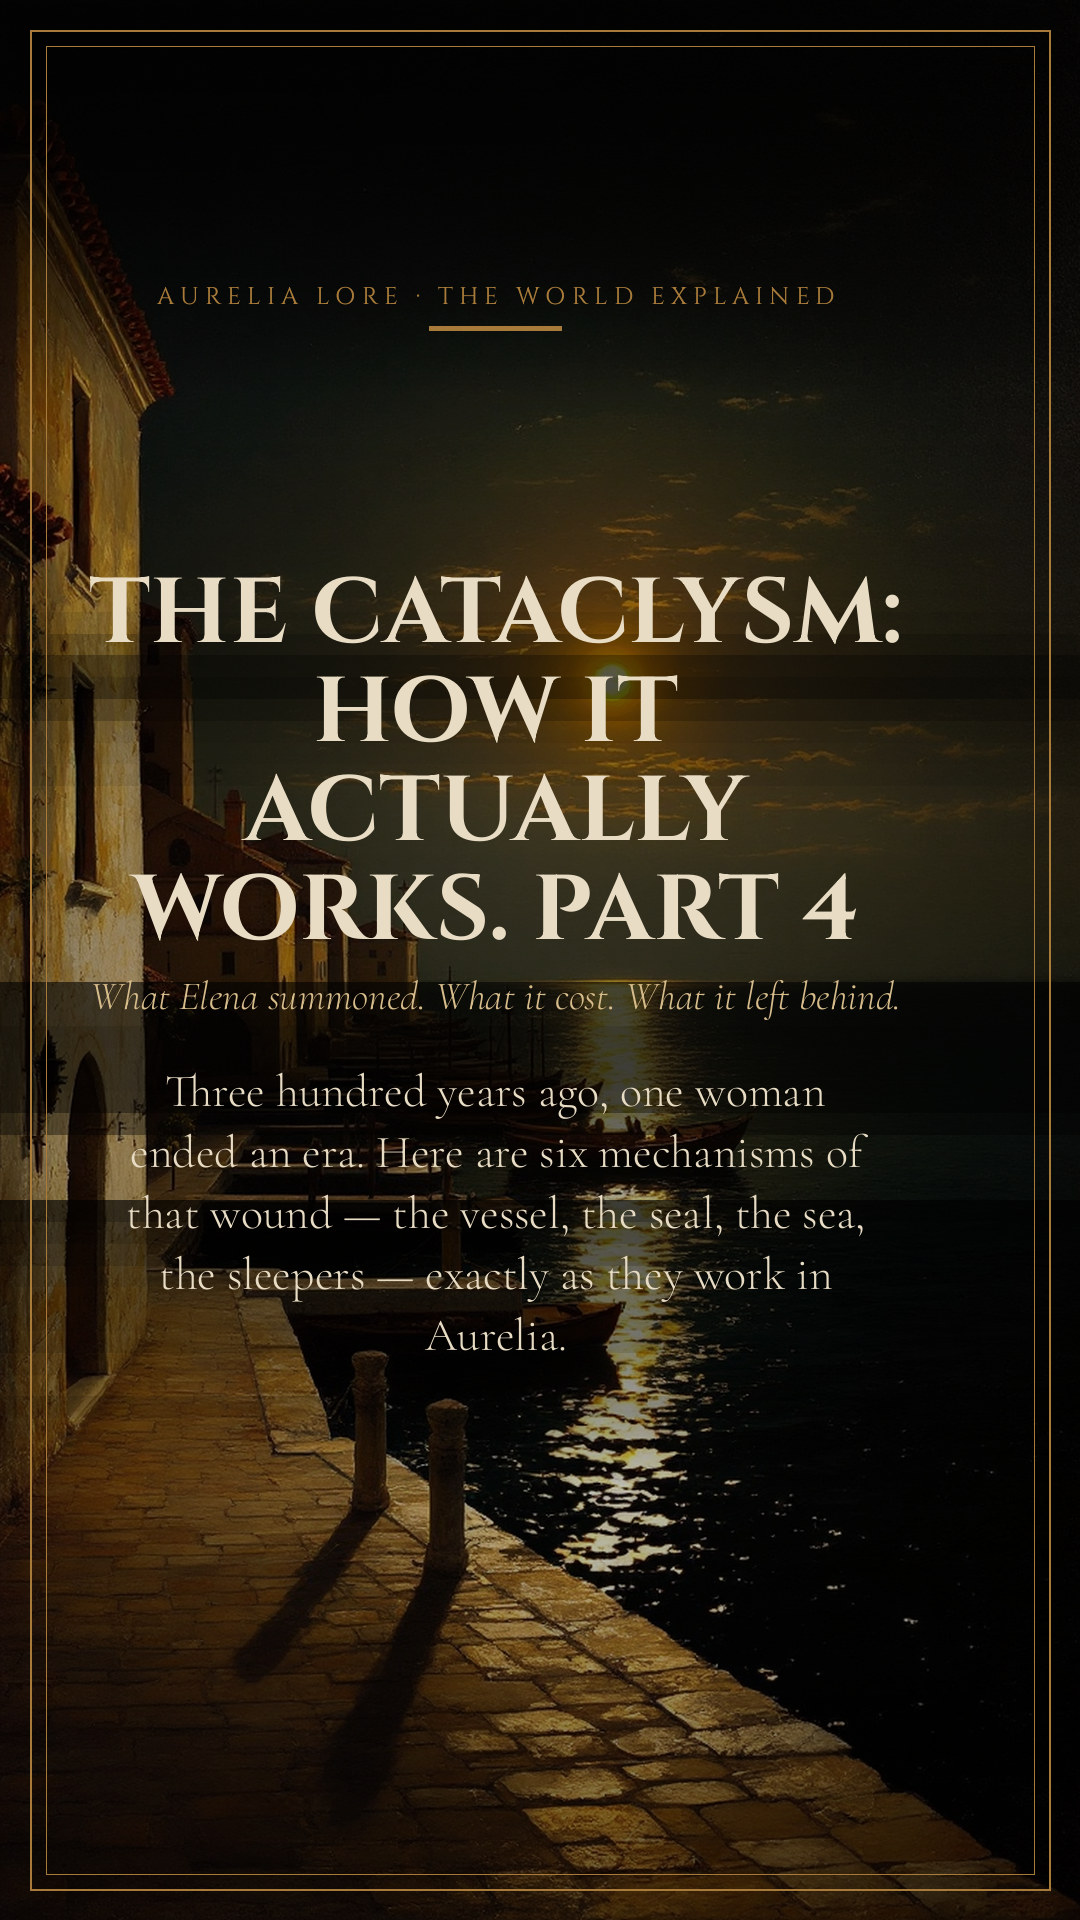 AURELIA LORE · THE WORLD EXPLAINED
THE CATACLYSM:
HOW IT
ACTUALLY
WORKS. PART 4
What Elena summoned. What it cost. What it left behind.
Three hundred years ago, one woman
ended an era. Here are six mechanisms of
that wound — the vessel, the seal, the sea,
the sleepers — exactly as they work in
Aurelia.